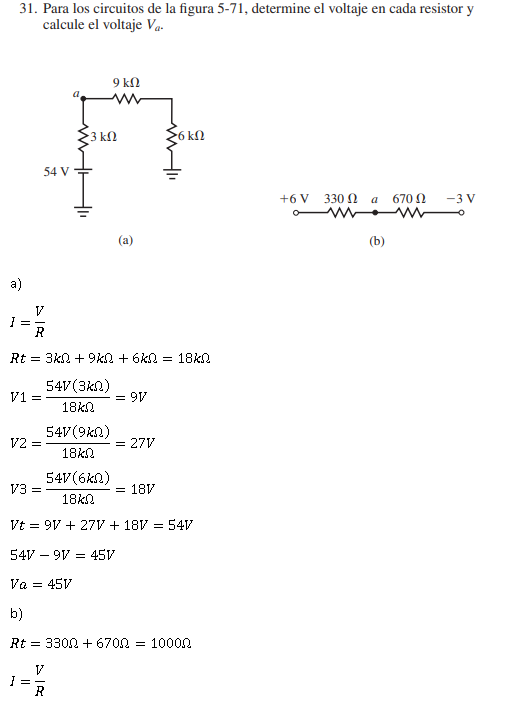 31. Para los circuitos de la figura 5-71, determine el voltaje en cada resistor y
calcule el voltaje Va.
9 kΩ
a
3 kΩ
6 kΩ
54 V
+6 V 330 Ω a 670 Ω −3 V
(a)
(b)
a)
I = V/R
Rt = 3kΩ + 9kΩ + 6kΩ = 18kΩ
V1 = 54V(3kΩ)/18kΩ = 9V
V2 = 54V(9kΩ)/18kΩ = 27V
V3 = 54V(6kΩ)/18kΩ = 18V
Vt = 9V + 27V + 18V = 54V
54V − 9V = 45V
Va = 45V
b)
Rt = 330Ω + 670Ω = 1000Ω
I = V/R